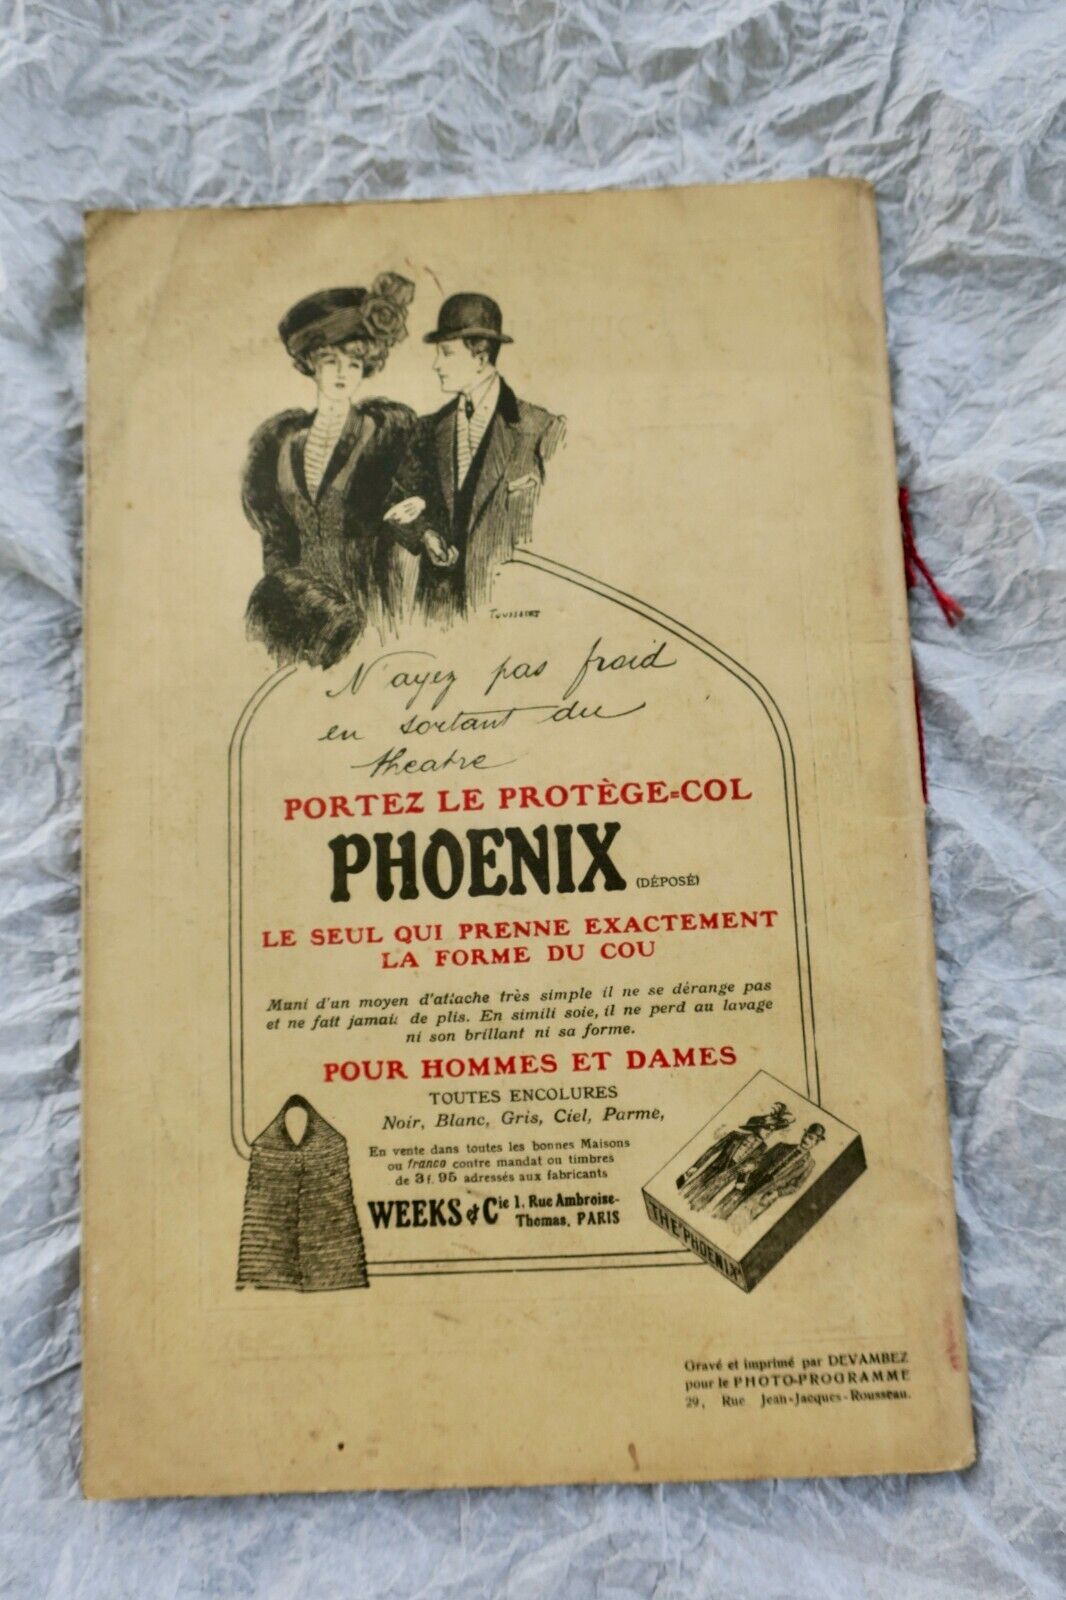 TOUSSAINT
N'ayez pas froid
en sortant du
theatre
PORTEZ LE PROTÈGE=COL
PHOENIX (DÉPOSÉ)
LE SEUL QUI PRENNE EXACTEMENT
LA FORME DU COU
Muni d'un moyen d'attache très simple il ne se dérange pas
et ne fait jamais de plis. En simili soie, il ne perd au lavage
ni son brillant ni sa forme.
POUR HOMMES ET DAMES
TOUTES ENCOLURES
Noir, Blanc, Gris, Ciel, Parme,
En vente dans toutes les bonnes Maisons
ou franco contre mandat ou timbres
de 3f. 95 adressés aux fabricants
WEEKS & Cie 1, Rue Ambroise-
Thomas, PARIS
THE "PHOENIX"
Gravé et imprimé par DEVAMBEZ
pour le PHOTO-PROGRAMME
29, Rue Jean-Jacques-Rousseau.